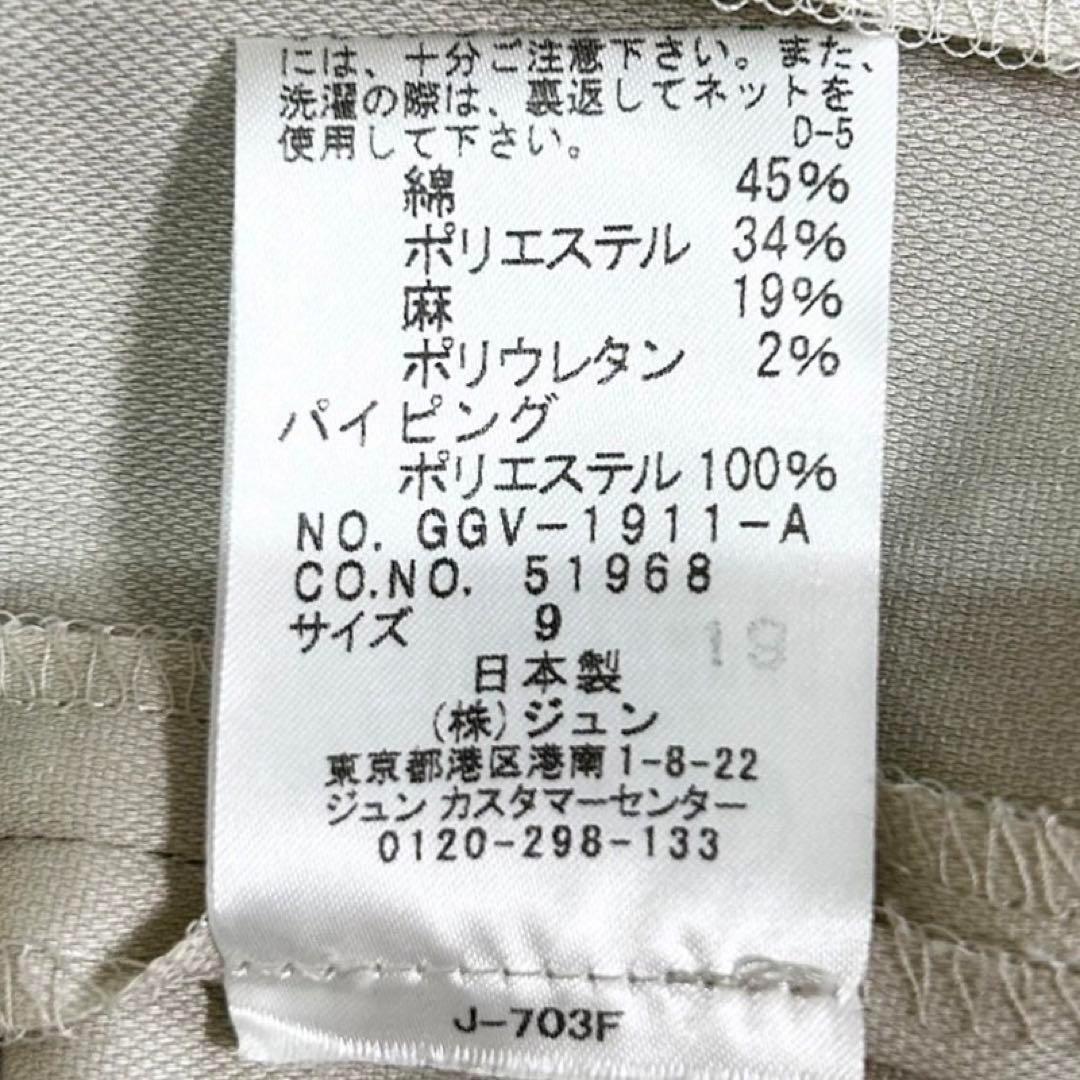 には、十分ご注意下さい。また、
洗濯の際は、裏返してネットを
使用して下さい。
D-5
綿 45%
ポリエステル 34%
麻 19%
ポリウレタン 2%
パイピング
ポリエステル 100%
NO. GGV-1911-A
CO.NO. 51968
サイズ 9
日本製
(株)ジュン
東京都港区港南1-8-22
ジュン カスタマーセンター
0120-298-133
J-703F